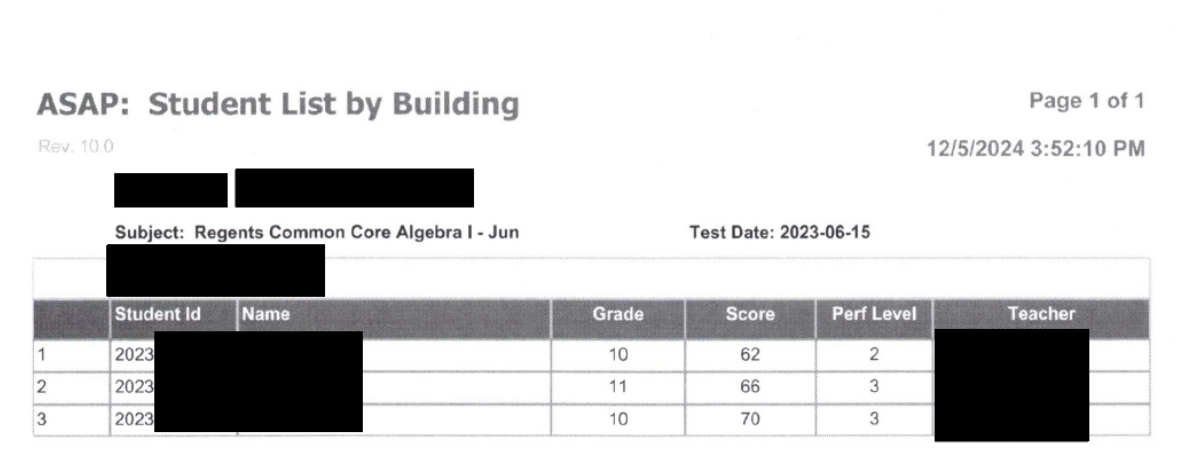 ASAP: Student List by Building
Page 1 of 1
Rev. 10.0
12/5/2024 3:52:10 PM
Subject: Regents Common Core Algebra I - Jun Test Date: 2023-06-15
Student Id Name Grade Score Perf Level Teacher
1 2023 10 62 2
2 2023 11 66 3
3 2023 10 70 3